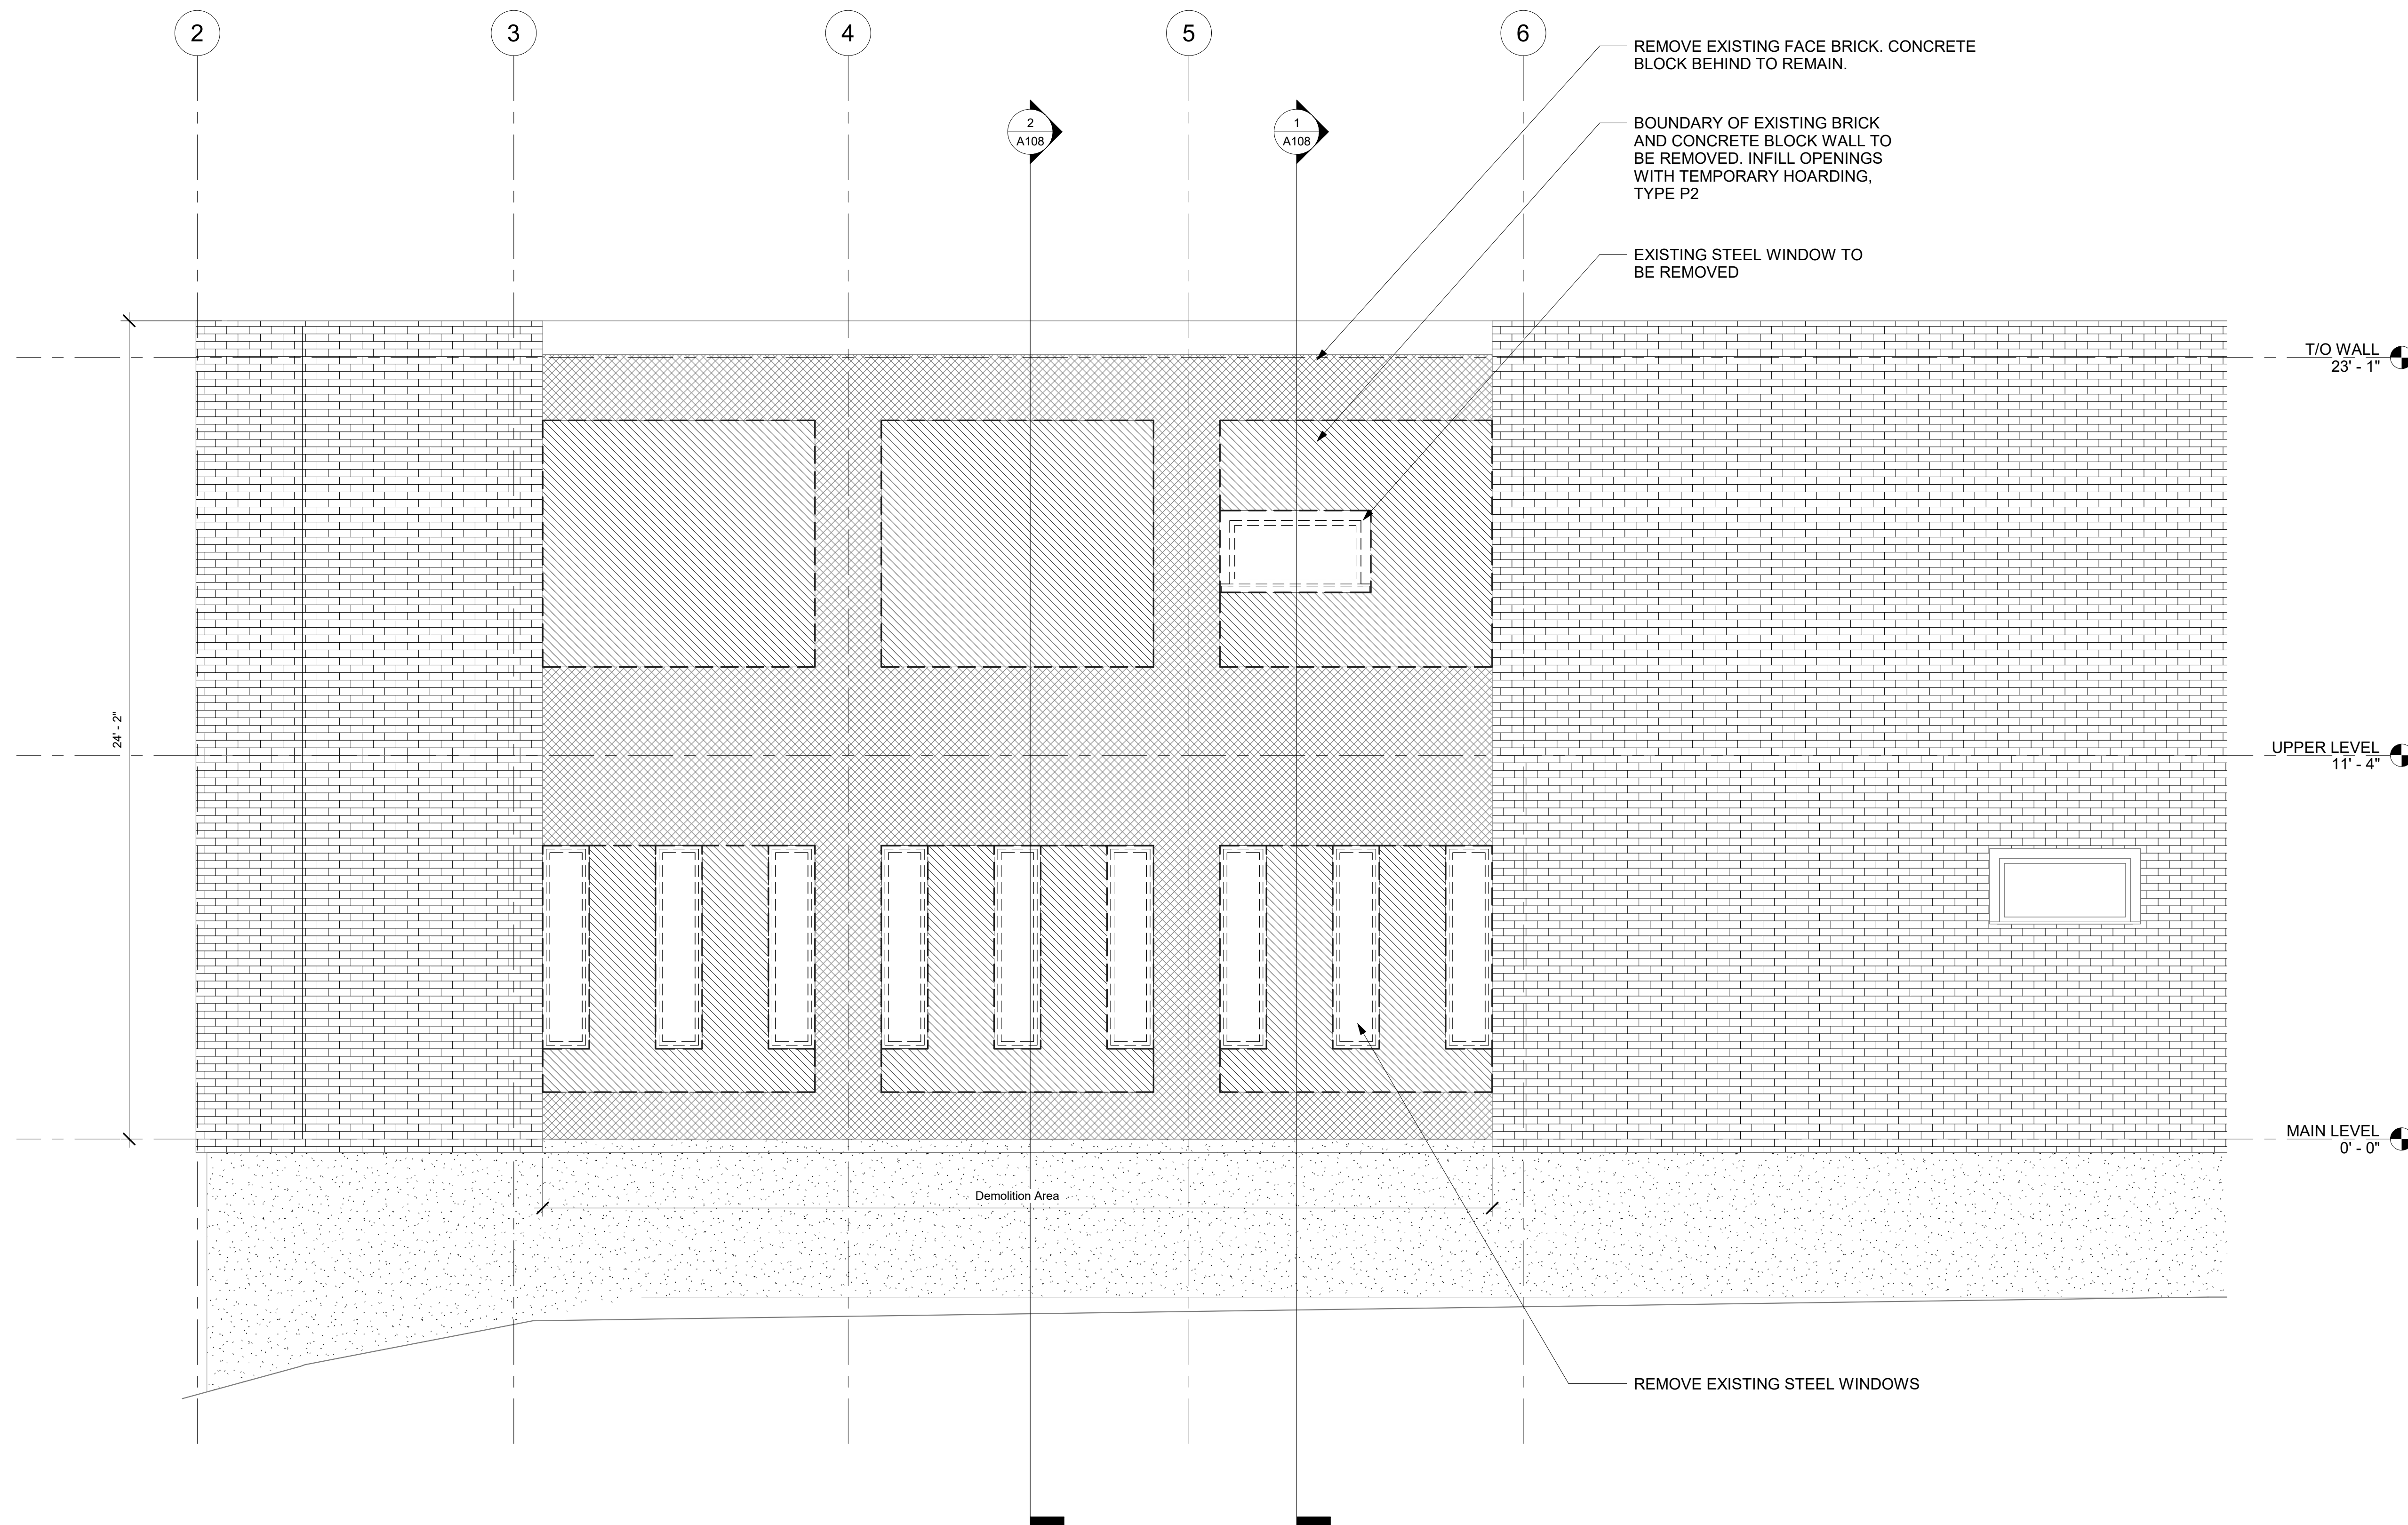 2
3
4
5
6
2
A108
1
A108
REMOVE EXISTING FACE BRICK. CONCRETE
BLOCK BEHIND TO REMAIN.
BOUNDARY OF EXISTING BRICK
AND CONCRETE BLOCK WALL TO
BE REMOVED. INFILL OPENINGS
WITH TEMPORARY HOARDING,
TYPE P2
EXISTING STEEL WINDOW TO
BE REMOVED
T/O WALL
23' - 1"
24' - 2"
UPPER LEVEL
11' - 4"
MAIN LEVEL
0' - 0"
Demolition Area
REMOVE EXISTING STEEL WINDOWS